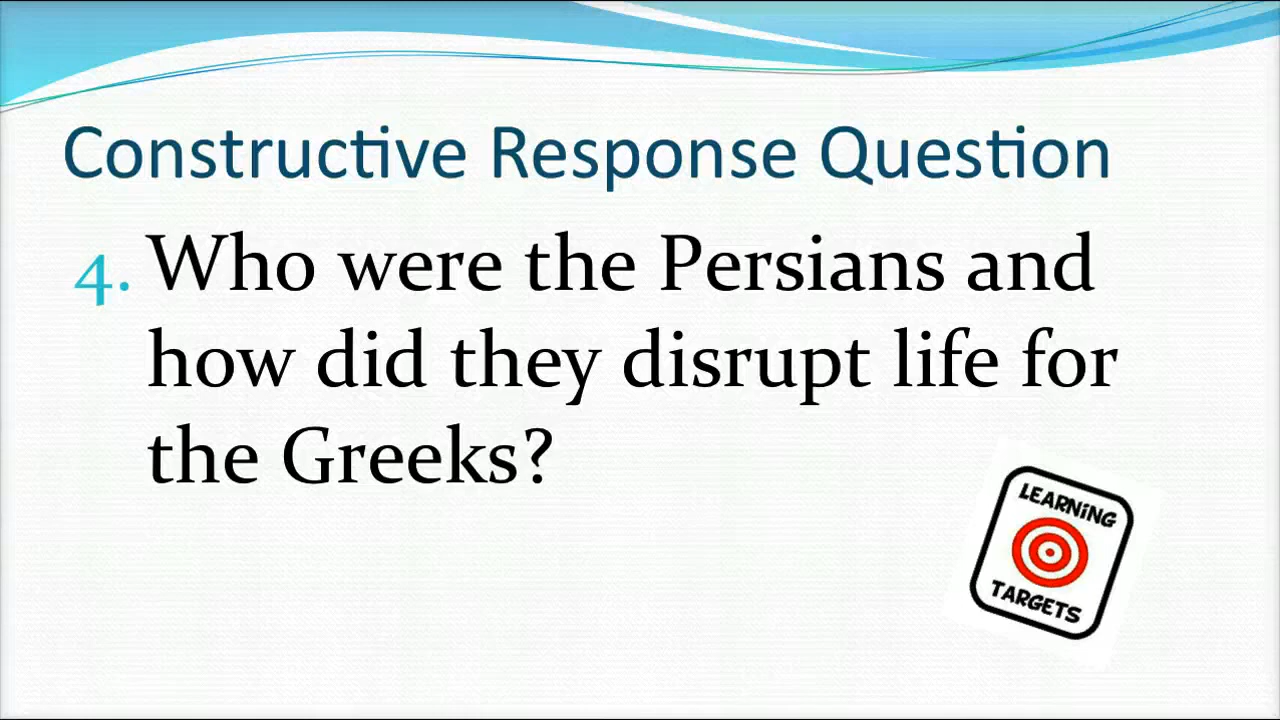 Constructive Response Question
4. Who were the Persians and
how did they disrupt life for
the Greeks?
LEARNiNG
TARGETS